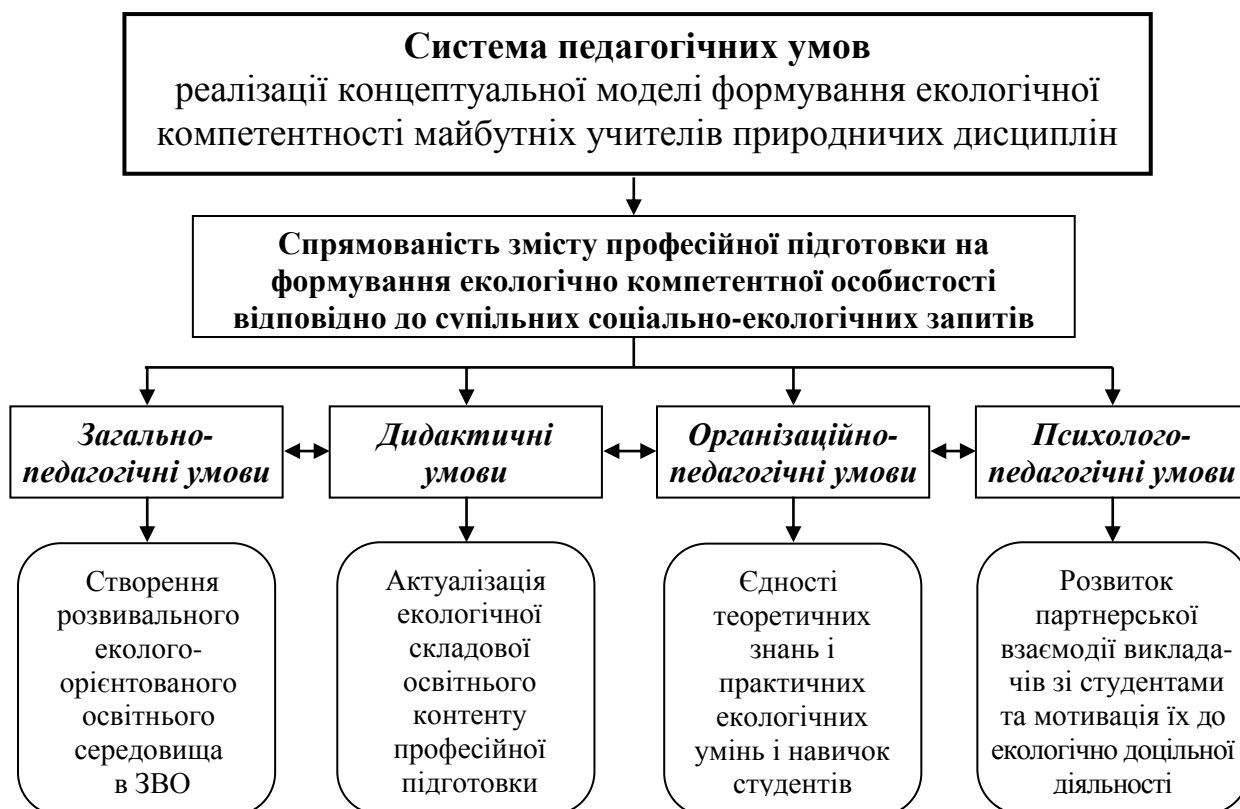 Система педагогічних умов
реалізації концептуальної моделі формування екологічної
компетентності майбутніх учителів природничих дисциплін
Спрямованість змісту професійної підготовки на
формування екологічно компетентної особистості
відповідно до супільних соціально-екологічних запитів
Загально-
педагогічні умови
Дидактичні
умови
Організаційно-
педагогічні умови
Психолого-
педагогічні умови
Створення
розвивального
еколого-
орієнтованого
освітнього
середовища
в ЗВО
Актуалізація
екологічної
складової
освітнього
контенту
професійної
підготовки
Єдності
теоретичних
знань і
практичних
екологічних
умінь і навичок
студентів
Розвиток
партнерської
взаємодії виклада-
чів зі студентами
та мотивація їх до
екологічно доцільної
діяльності